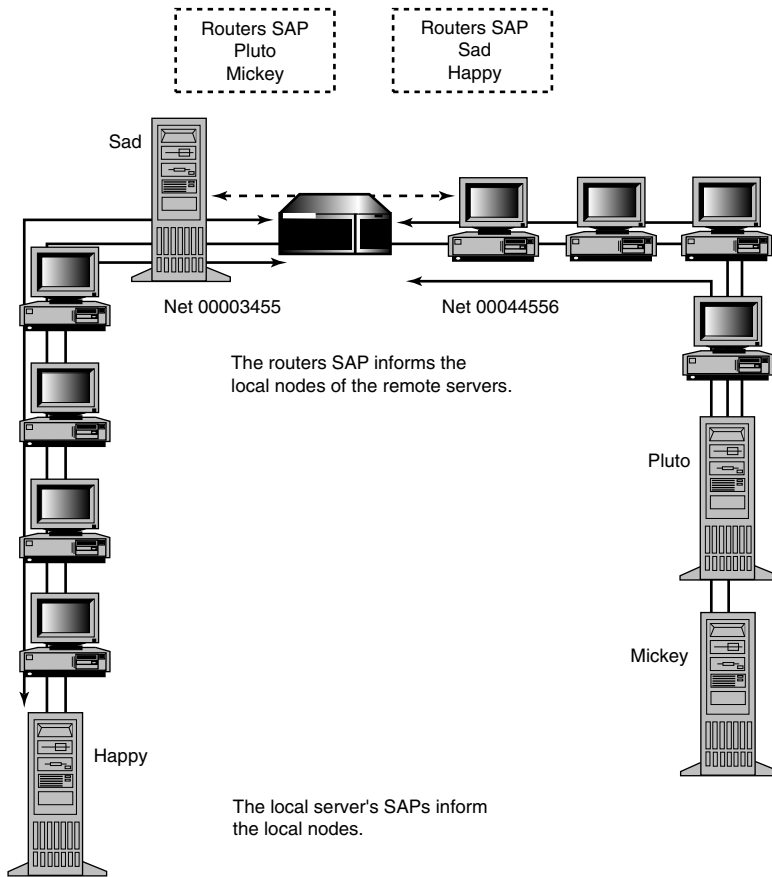 Routers SAP
Pluto
Mickey
Routers SAP
Sad
Happy
Sad
Net 00003455
Net 00044556
The routers SAP informs the
local nodes of the remote servers.
Pluto
Mickey
Happy
The local server's SAPs inform
the local nodes.